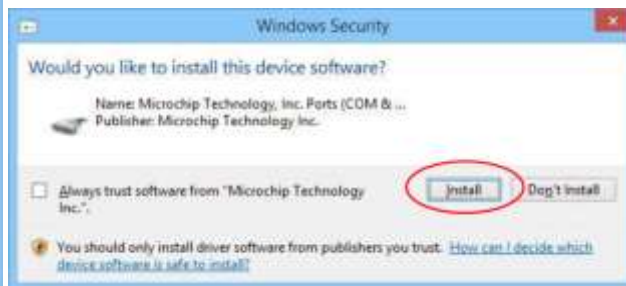 Windows Security
Would you like to install this device software?
Name: Microchip Technology, Inc. Ports (COM & ...
Publisher: Microchip Technology Inc.
Always trust software from "Microchip Technology
Inc.".
Install
Don't Install
You should only install driver software from publishers you trust. How can I decide which
device software is safe to install?